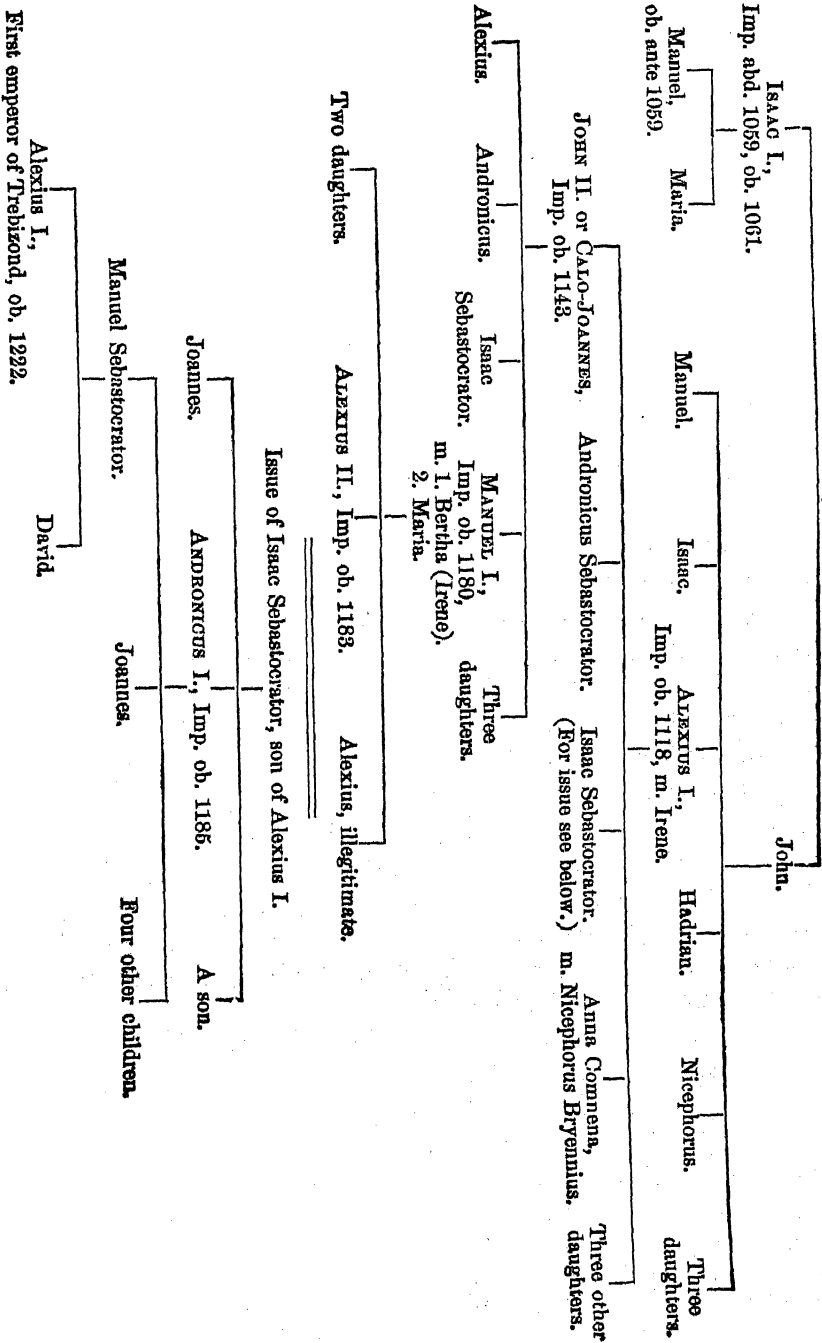 ISAAC I.,
Imp. abd. 1059, ob. 1061.
John.
Manuel,
ob. ante 1059.
Maria.
Manuel.
Isaac.
ALEXIUS I.,
Imp. ob. 1118, m. Irene.
Hadrian.
Nicephorus.
Three
daughters.
JOHN II. or CALO-JOANNES,
Imp. ob. 1143.
Andronicus Sebastocrator.
Isaac Sebastocrator.
(For issue see below.)
Anna Comnena,
m. Nicephorus Bryennius.
Three other
daughters.
Alexius.
Andronicus.
Isaac
Sebastocrator.
MANUEL I.,
Imp. ob. 1180,
m. 1. Bertha (Irene).
2. Maria.
Three
daughters.
Two daughters.
ALEXIUS II., Imp. ob. 1183.
Alexius, illegitimate.
Issue of Isaac Sebastocrator, son of Alexius I.
Joannes.
ANDRONICUS I., Imp. ob. 1185.
A son.
Manuel Sebastocrator.
Joannes.
Four other children.
Alexius I.,
First emperor of Trebizond, ob. 1222.
David.